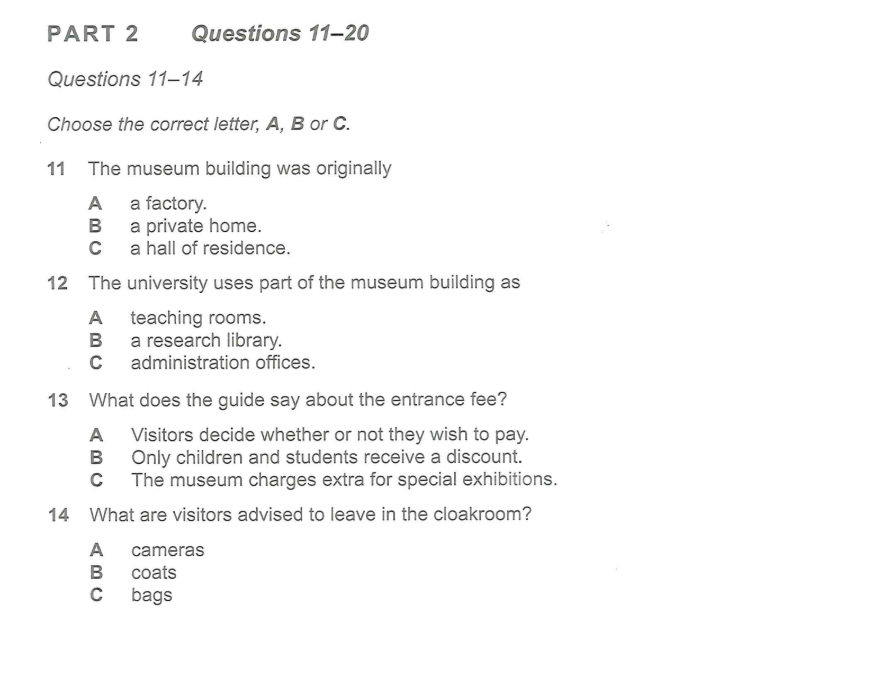 PART 2 Questions 11–20
Questions 11–14
Choose the correct letter, A, B or C.
11 The museum building was originally
A a factory.
B a private home.
C a hall of residence.
12 The university uses part of the museum building as
A teaching rooms.
B a research library.
C administration offices.
13 What does the guide say about the entrance fee?
A Visitors decide whether or not they wish to pay.
B Only children and students receive a discount.
C The museum charges extra for special exhibitions.
14 What are visitors advised to leave in the cloakroom?
A cameras
B coats
C bags